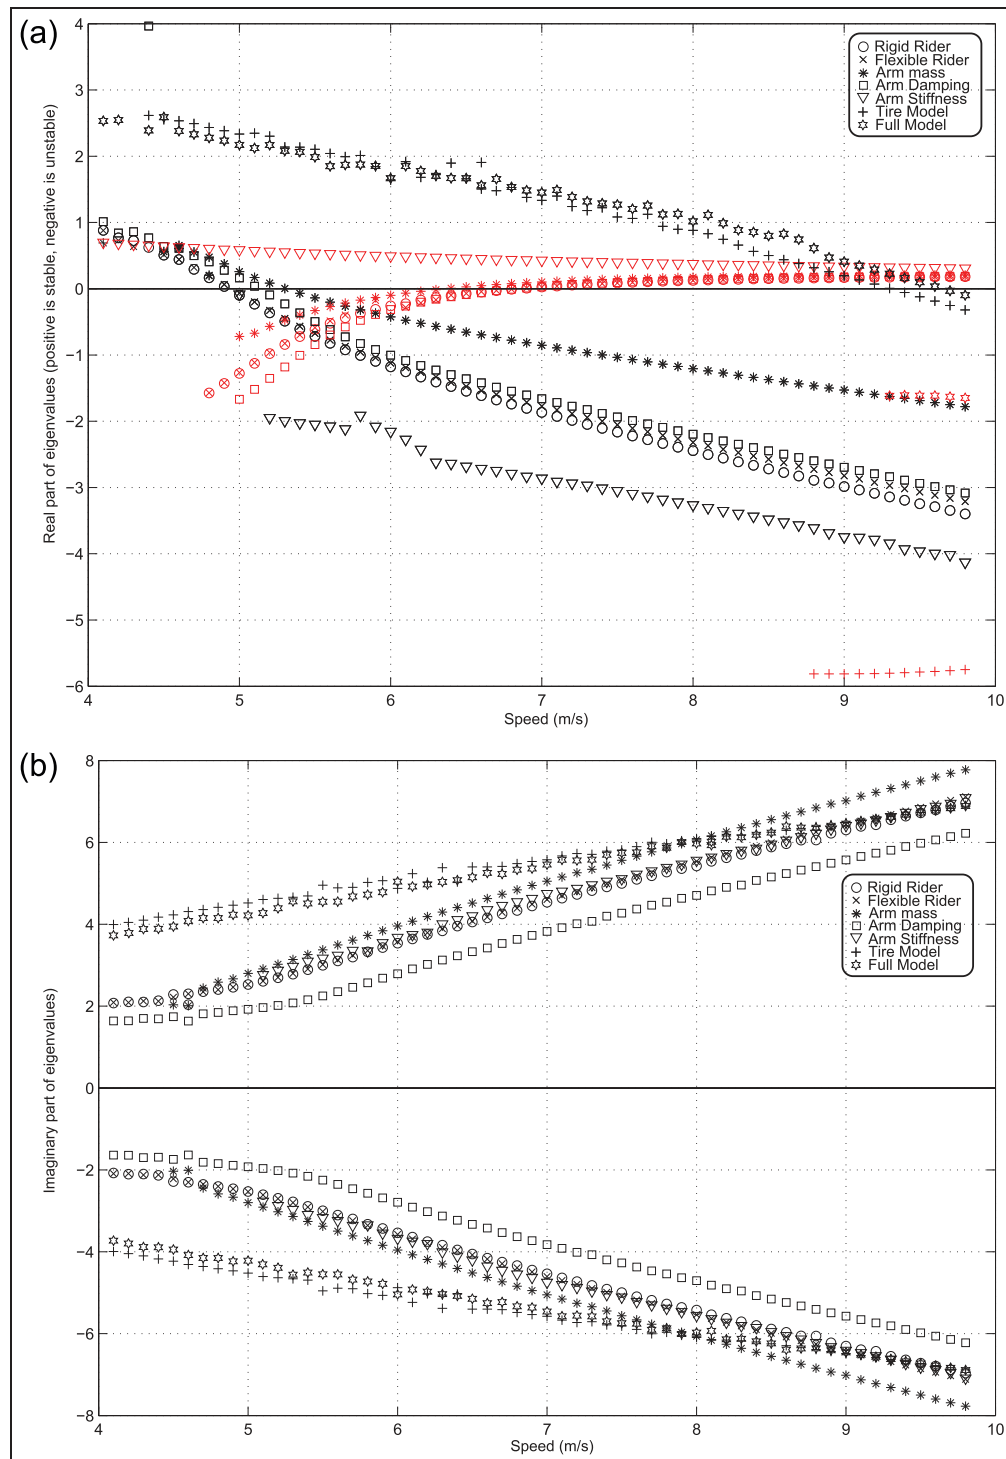 (a)
Real part of eigenvalues (positive is stable, negative is unstable)
4
3
2
1
0
−1
−2
−3
−4
−5
−6
Rigid Rider
Flexible Rider
Arm mass
Arm Damping
Arm Stiffness
Tire Model
Full Model
4 5 6 7 8 9 10
Speed (m/s)
(b)
Imaginary part of eigenvalues)
8
6
4
2
0
−2
−4
−6
−8
Rigid Rider
Flexible Rider
Arm mass
Arm Damping
Arm Stiffness
Tire Model
Full Model
4 5 6 7 8 9 10
Speed (m/s)